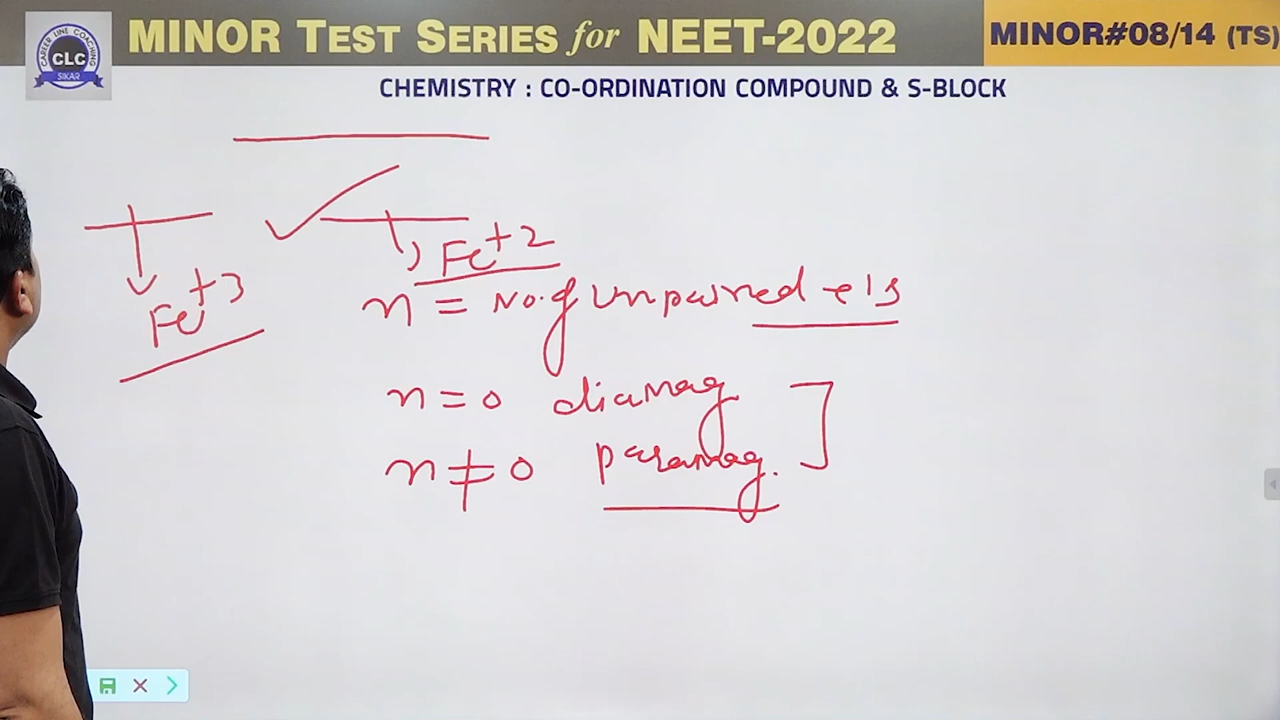 CAREER LINE COACHING
CLC
SIKAR
MINOR TEST SERIES for NEET-2022
MINOR#08/14 (TS)
CHEMISTRY : CO-ORDINATION COMPOUND & S-BLOCK
Fe+2
Fe+3
n = No. of unpaired e's
n = 0 diamag
n ≠ 0 paramag.